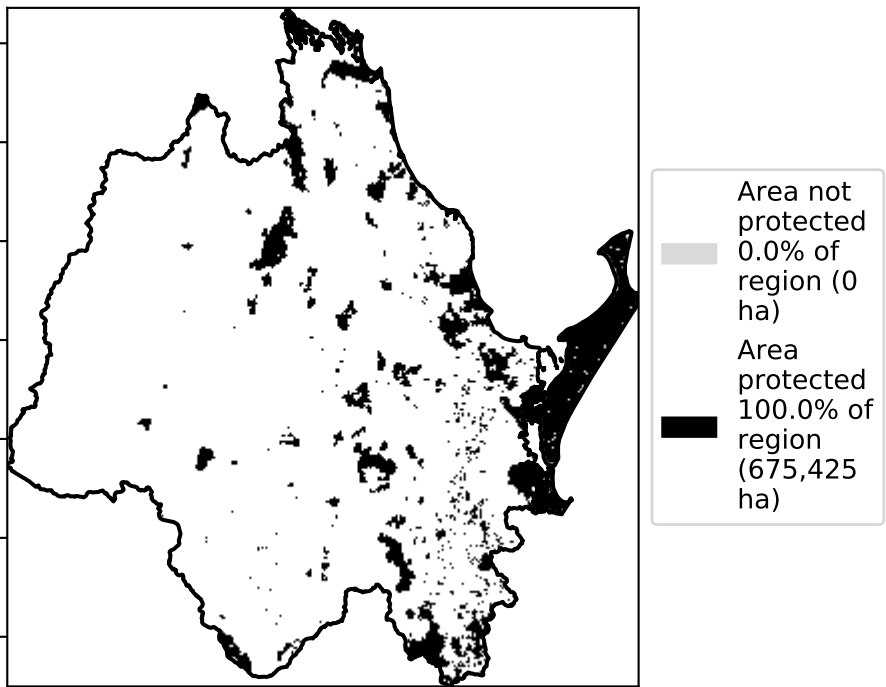 Area not
protected
0.0% of
region (0
ha)
Area
protected
100.0% of
region
(675,425
ha)